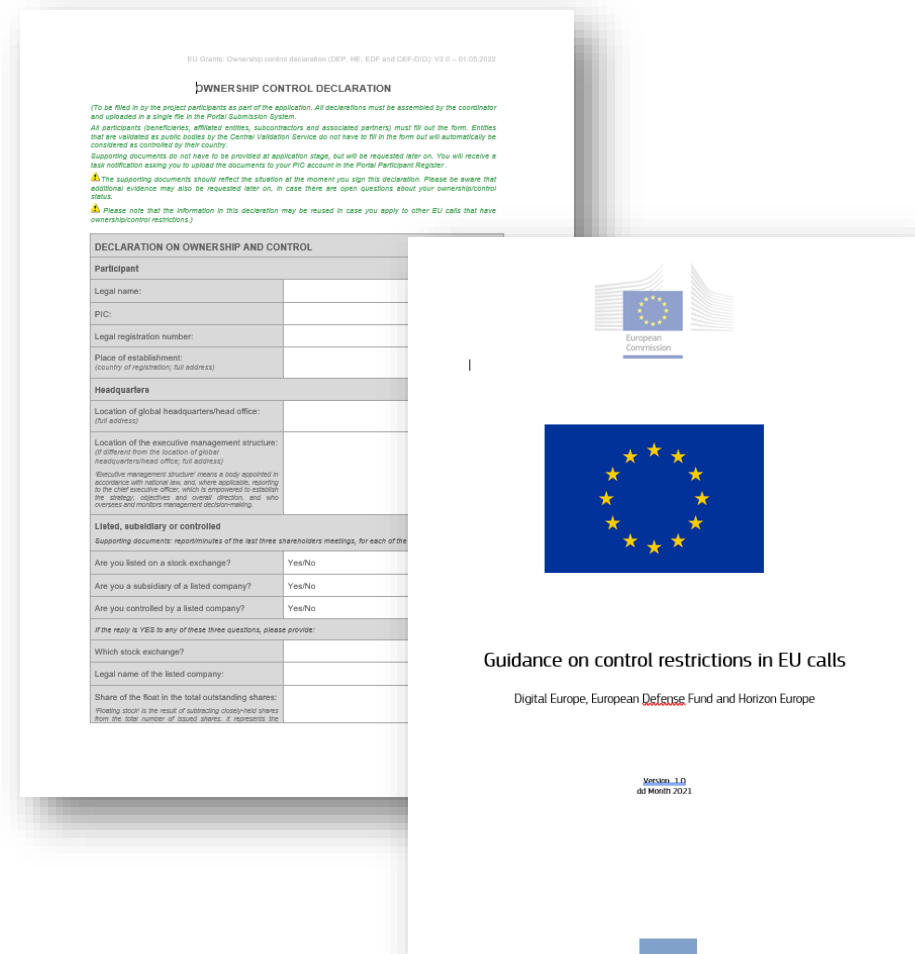 EU Grants: Ownership control declaration (DEP, HE, EDF and CEF-DIG): V2.0 – 01.05.2022
OWNERSHIP CONTROL DECLARATION
(To be filled in by the project participants as part of the application. All declarations must be assembled by the coordinator
and uploaded in a single file in the Portal Submission System.
All participants (beneficiaries, affiliated entities, subcontractors and associated partners) must fill out the form. Entities
that are validated as public bodies by the Central Validation Service do not have to fill in the form but will automatically be
considered as controlled by their country.
Supporting documents do not have to be provided at application stage, but will be requested later on. You will receive a
task notification asking you to upload the documents to your PIC account in the Portal Participant Register .
The supporting documents should reflect the situation at the moment you sign this declaration. Please be aware that
additional evidence may also be requested later on, in case there are open questions about your ownership/control
status.
Please note that the information in this declaration may be reused in case you apply to other EU calls that have
ownership/control restrictions.)
DECLARATION ON OWNERSHIP AND CONTROL
Participant
Legal name:
PIC:
Legal registration number:
Place of establishment:
(country of registration; full address)
Headquarters
Location of global headquarters/head office:
(full address)
Location of the executive management structure:
(if different from the location of global
headquarters/head office; full address)
'Executive management structure' means a body appointed in
accordance with national law, and, where applicable, reporting
to the chief executive officer, which is empowered to establish
the strategy, objectives and overall direction, and who
oversees and monitors management decision-making.
Listed, subsidiary or controlled
Supporting documents: report/minutes of the last three shareholders meetings, for each of the
Are you listed on a stock exchange? Yes/No
Are you a subsidiary of a listed company? Yes/No
Are you controlled by a listed company? Yes/No
If the reply is YES to any of these three questions, please provide:
Which stock exchange?
Legal name of the listed company:
Share of the float in the total outstanding shares:
'Floating stock' is the result of subtracting closely-held shares
from the total number of issued shares. It represents the
European
Commission
Guidance on control restrictions in EU calls
Digital Europe, European Defense Fund and Horizon Europe
Version 1.0
dd Month 2021